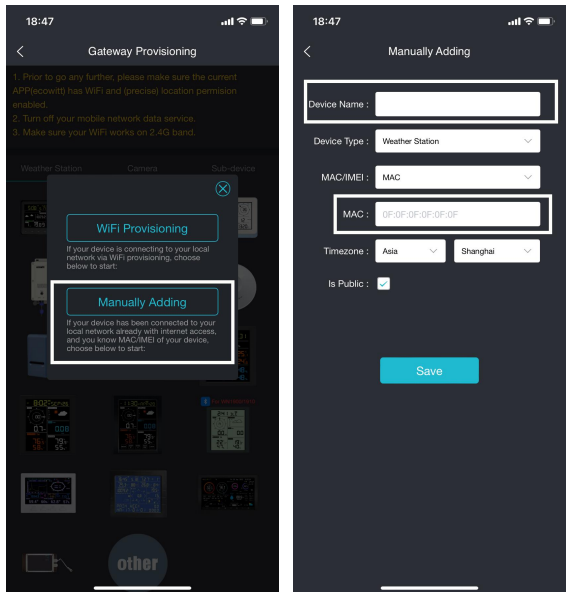 18:47
Gateway Provisioning
1. Prior to go any further, please make sure the current
APP(ecowitt) has WiFi and (precise) location permision
enabled.
2. Turn off your mobile network data service.
3. Make sure your WiFi works on 2.4G band.
Weather Station
Camera
Sub-device
WiFi Provisioning
If your device is connecting to your local
network via WiFi provisioning, choose
below to start:
Manually Adding
If your device has been connected to your
local network already with internet access,
and you know MAC/IMEI of your device,
choose below to start:
other
18:47
Manually Adding
Device Name :
Device Type : Weather Station
MAC/IMEI : MAC
MAC : 0F:0F:0F:0F:0F:0F
Timezone : Asia Shanghai
Is Public :
Save